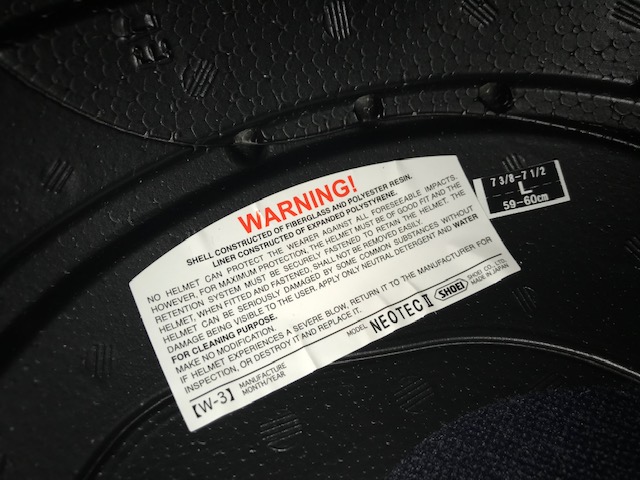 WARNING!
SHELL CONSTRUCTED OF FIBERGLASS AND POLYESTER RESIN.
LINER CONSTRUCTED OF EXPANDED POLYSTYRENE.
NO HELMET CAN PROTECT THE WEARER AGAINST ALL FORESEEABLE IMPACTS.
HOWEVER, FOR MAXIMUM PROTECTION, THE HELMET MUST BE OF GOOD FIT AND THE
RETENTION SYSTEM MUST BE SECURELY FASTENED TO RETAIN THE HELMET. THE
HELMET, WHEN FITTED AND FASTENED, SHALL NOT BE REMOVED EASILY.
HELMET CAN BE SERIOUSLY DAMAGED BY SOME COMMON SUBSTANCES WITHOUT
DAMAGE BEING VISIBLE TO THE USER. APPLY ONLY NEUTRAL DETERGENT AND WATER
FOR CLEANING PURPOSE.
MAKE NO MODIFICATION.
IF HELMET EXPERIENCES A SEVERE BLOW, RETURN IT TO THE MANUFACTURER FOR
INSPECTION, OR DESTROY IT AND REPLACE IT.
MODEL NEOTEC II SHOEI SHOEI CO., LTD.
MADE IN JAPAN
【W-3】 MANUFACTURE
MONTH/YEAR
7 3/8-7 1/2
L
59-60cm